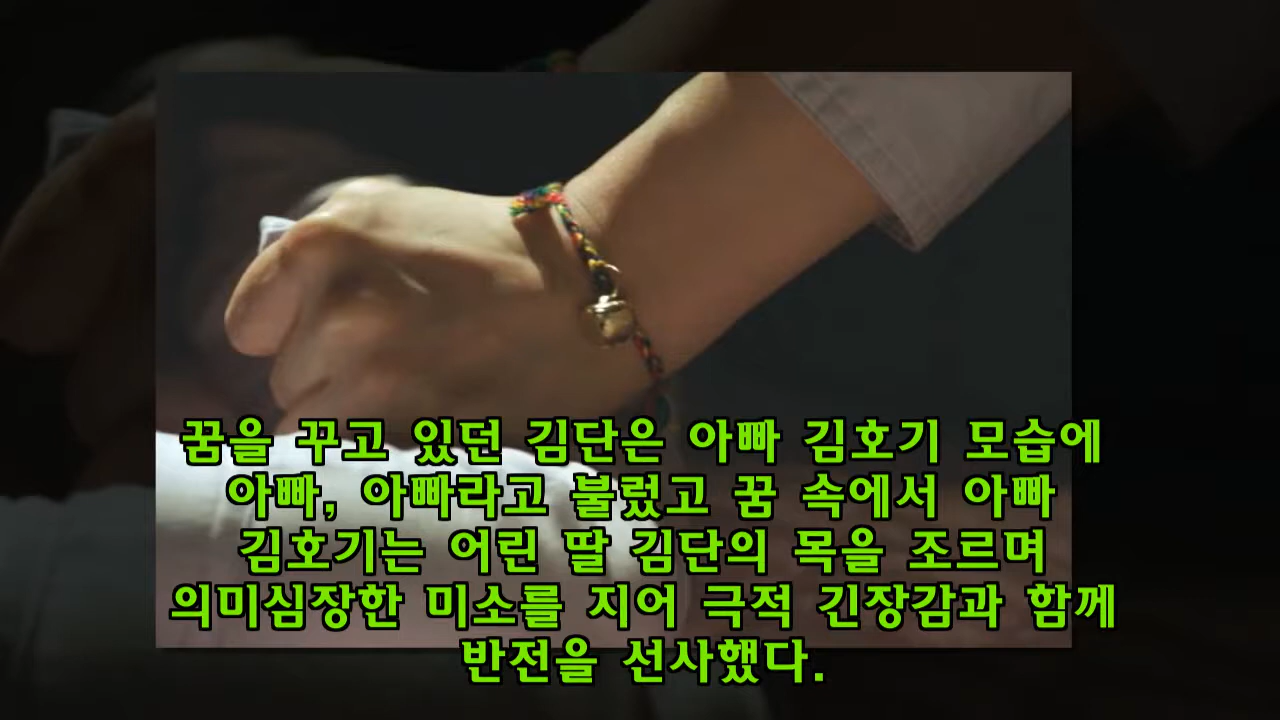 꿈을 꾸고 있던 김단은 아빠 김호기 모습에
아빠, 아빠라고 불렀고 꿈 속에서 아빠
김호기는 어린 딸 김단의 목을 조르며
의미심장한 미소를 지어 극적 긴장감과 함께
반전을 선사했다.